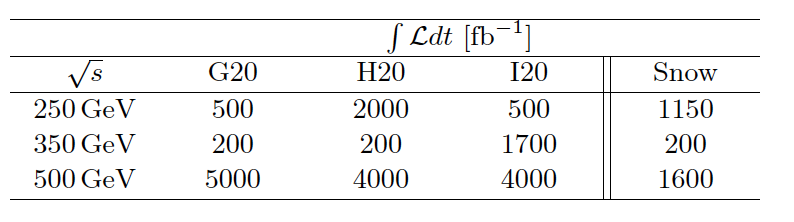 ∫ ℒdt [fb⁻¹]
√s G20 H20 I20 Snow
250 GeV 500 2000 500 1150
350 GeV 200 200 1700 200
500 GeV 5000 4000 4000 1600